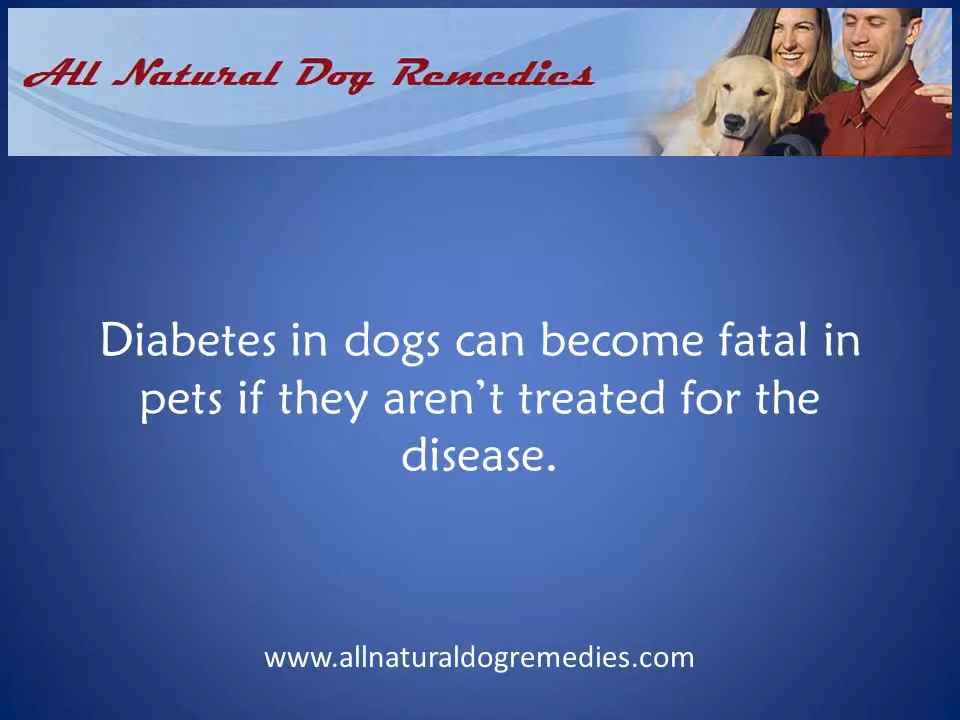 All Natural Dog Remedies
Diabetes in dogs can become fatal in
pets if they aren’t treated for the
disease.
www.allnaturaldogremedies.com